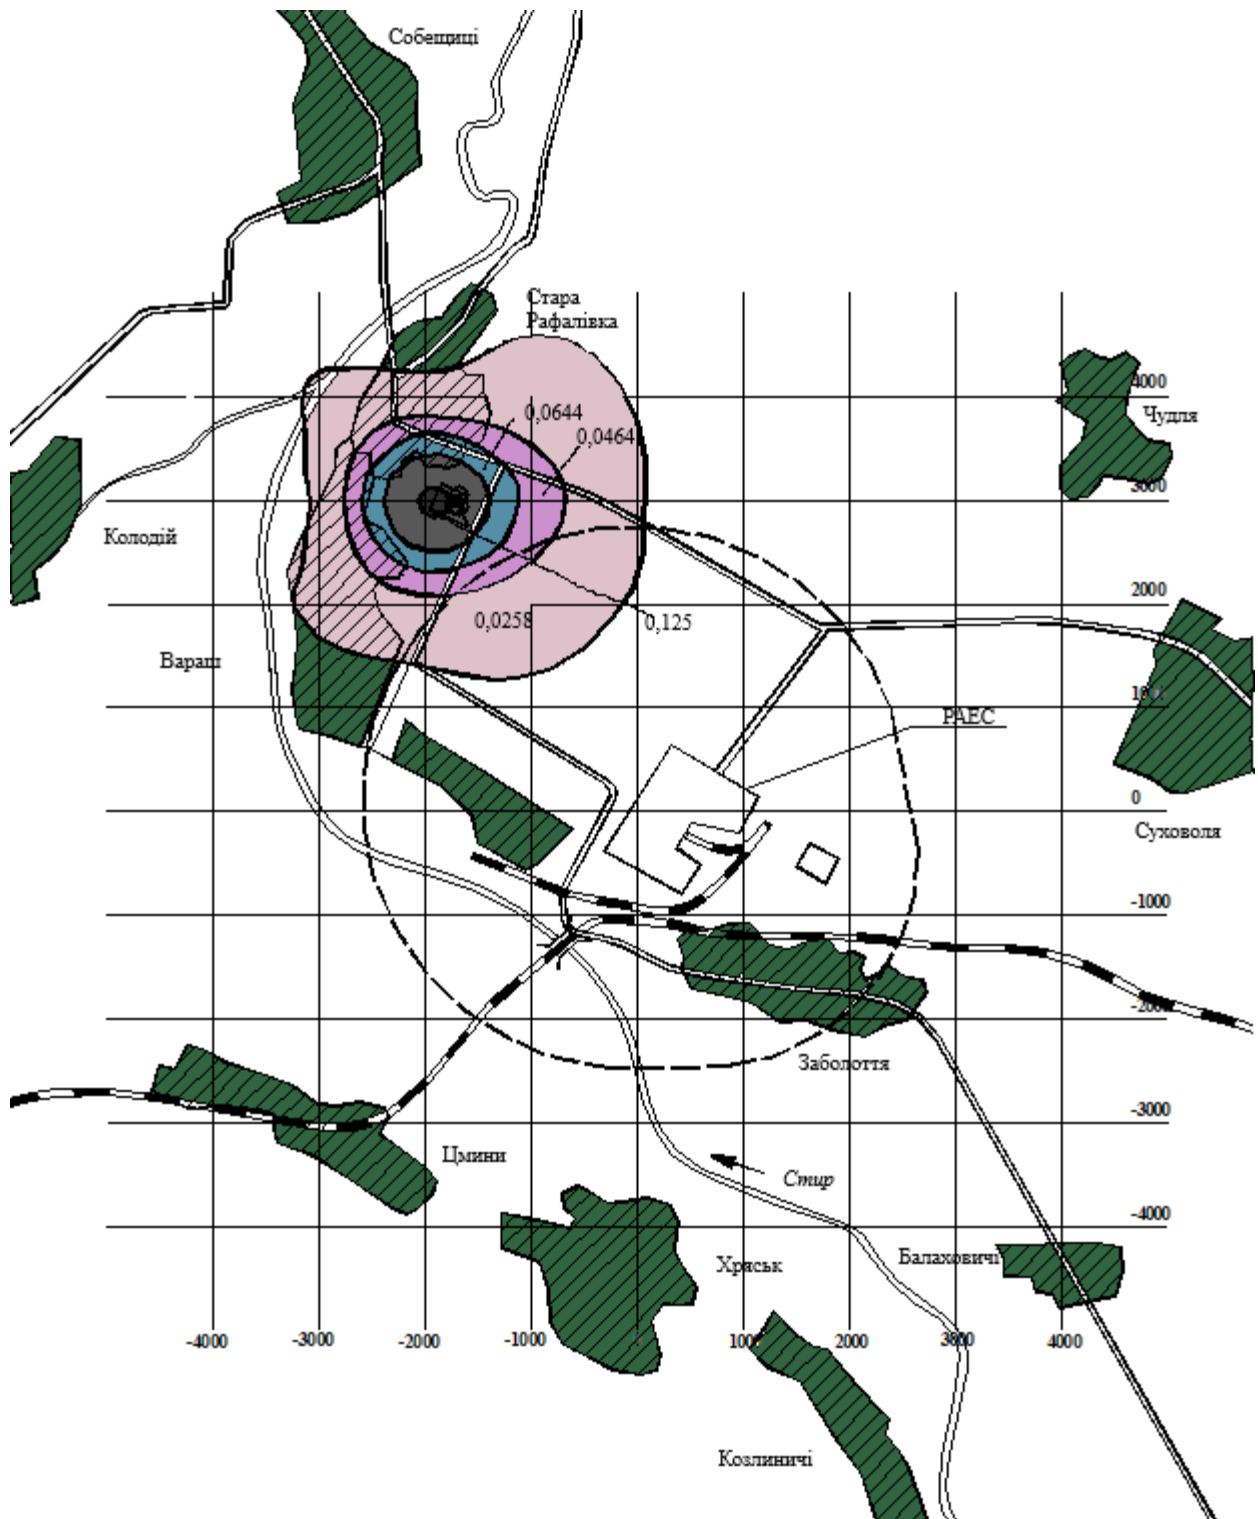 Собещиці
Стара
Рафалівка
4000
Чудля
0,0644
0,0464
3000
Колодій
2000
0,0258
0,125
Вараш
1000
РАЕС
0
Суховоля
-1000
-2000
Заболоття
-3000
Цмини
Стир
-4000
Хряськ
Балаховичі
-4000
-3000
-2000
-1000
0
1000
2000
3000
4000
Козлиничі